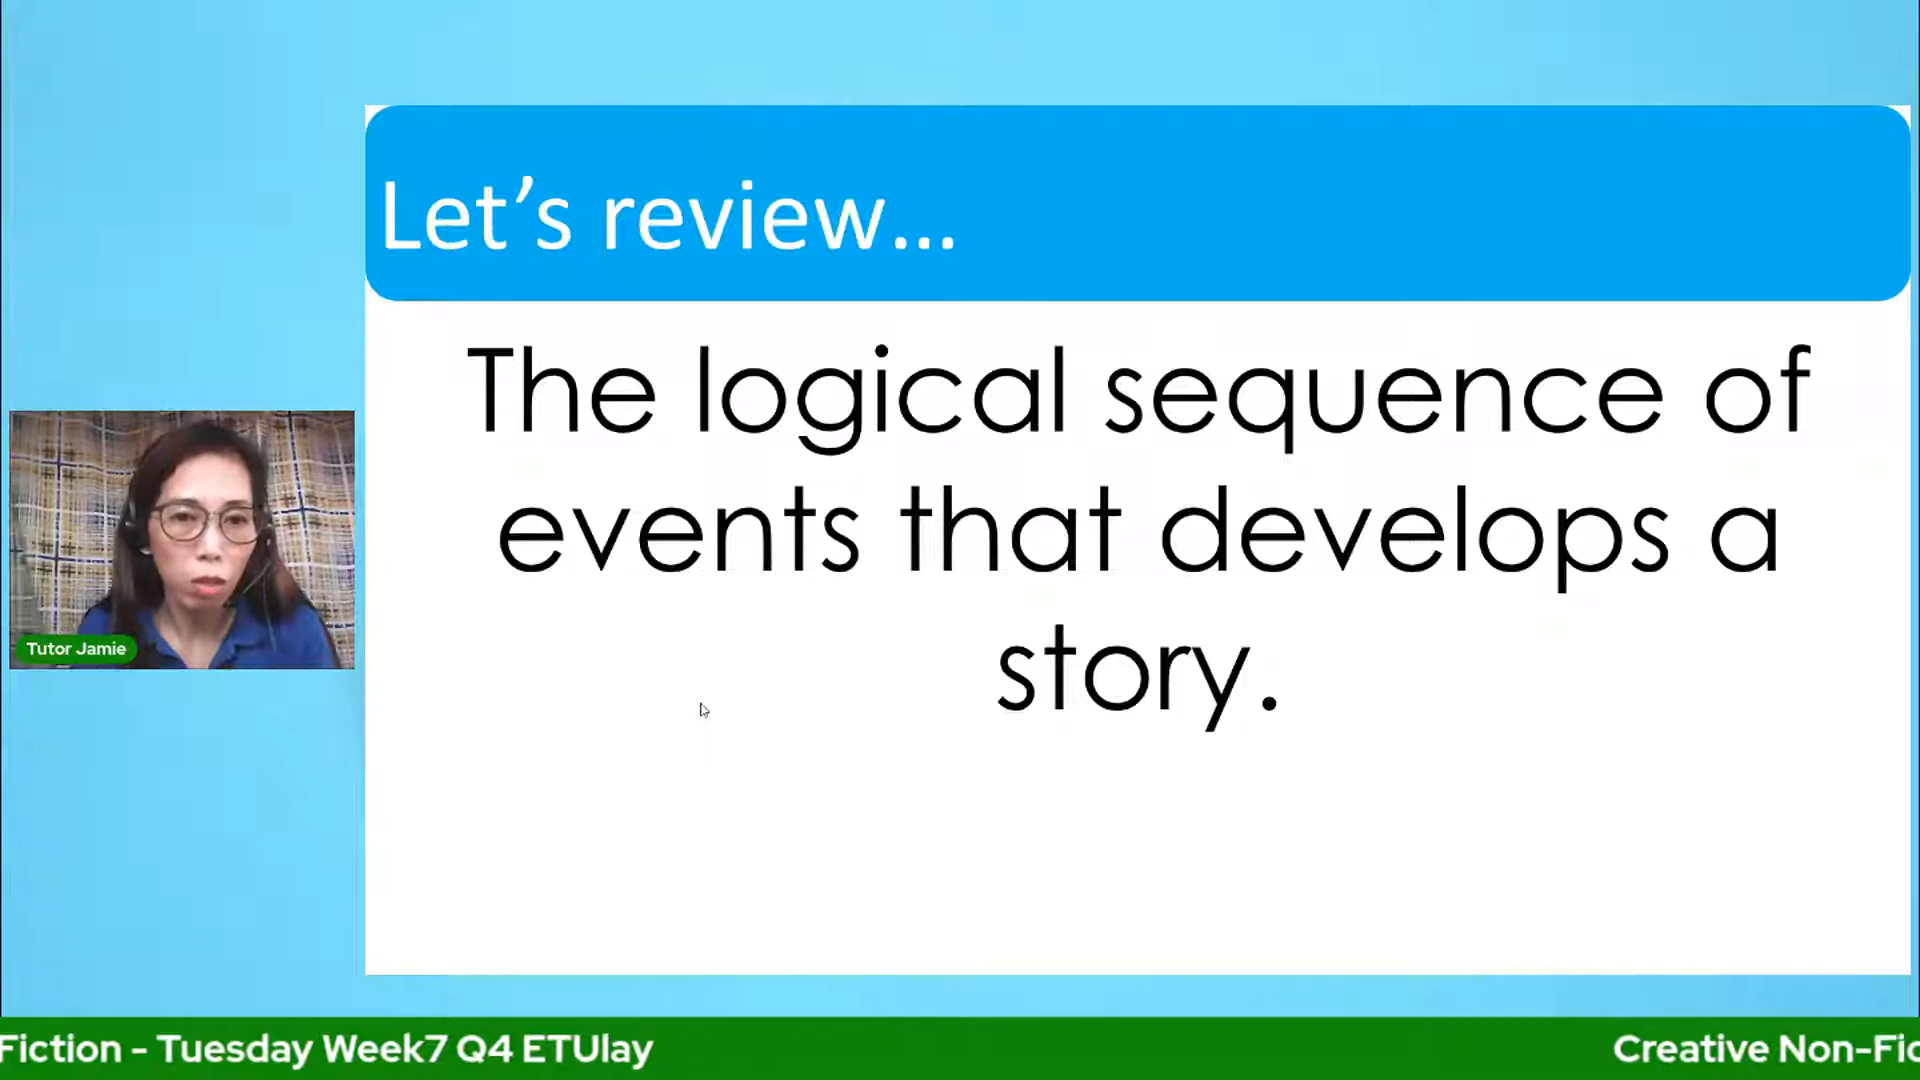 Let’s review...
The logical sequence of
events that develops a
story.
Tutor Jamie
Fiction - Tuesday Week7 Q4 ETUlay
Creative Non-Fic